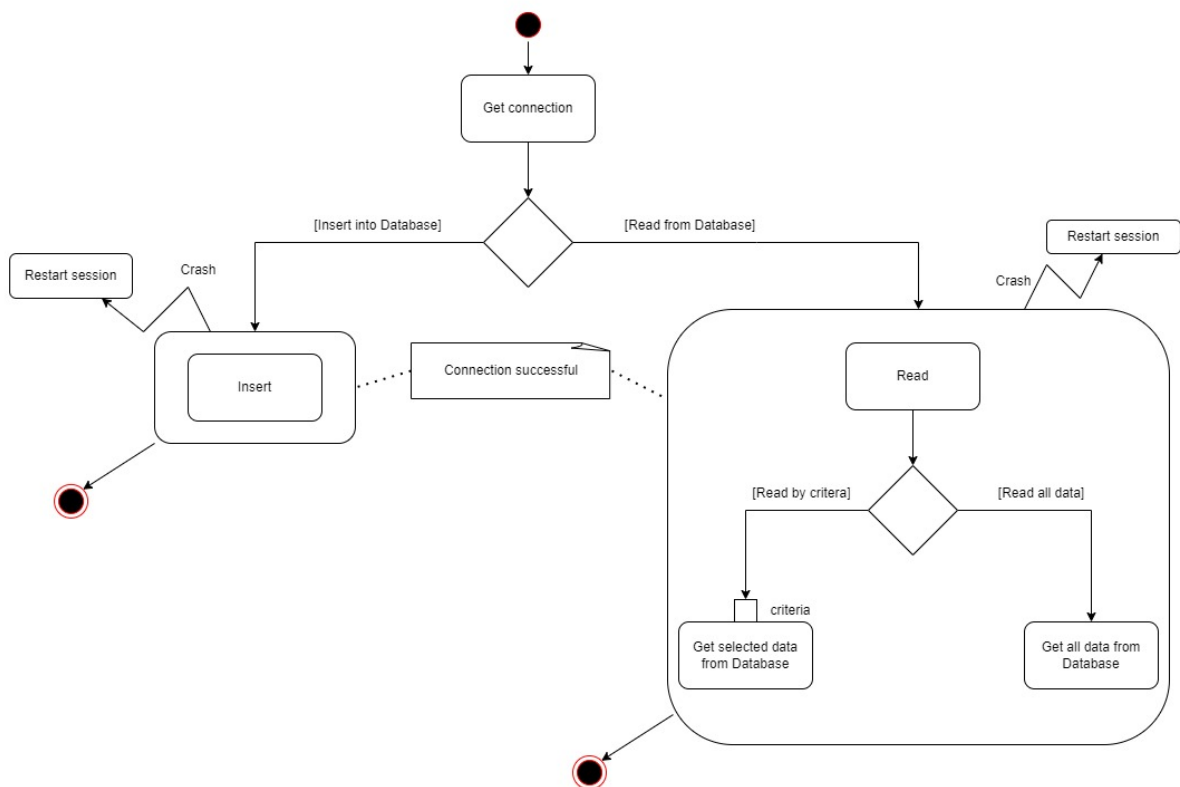 Get connection
[Insert into Database]
[Read from Database]
Restart session
Crash
Restart session
Crash
Insert
Connection successful
Read
[Read by critera]
[Read all data]
criteria
Get selected data
from Database
Get all data from
Database